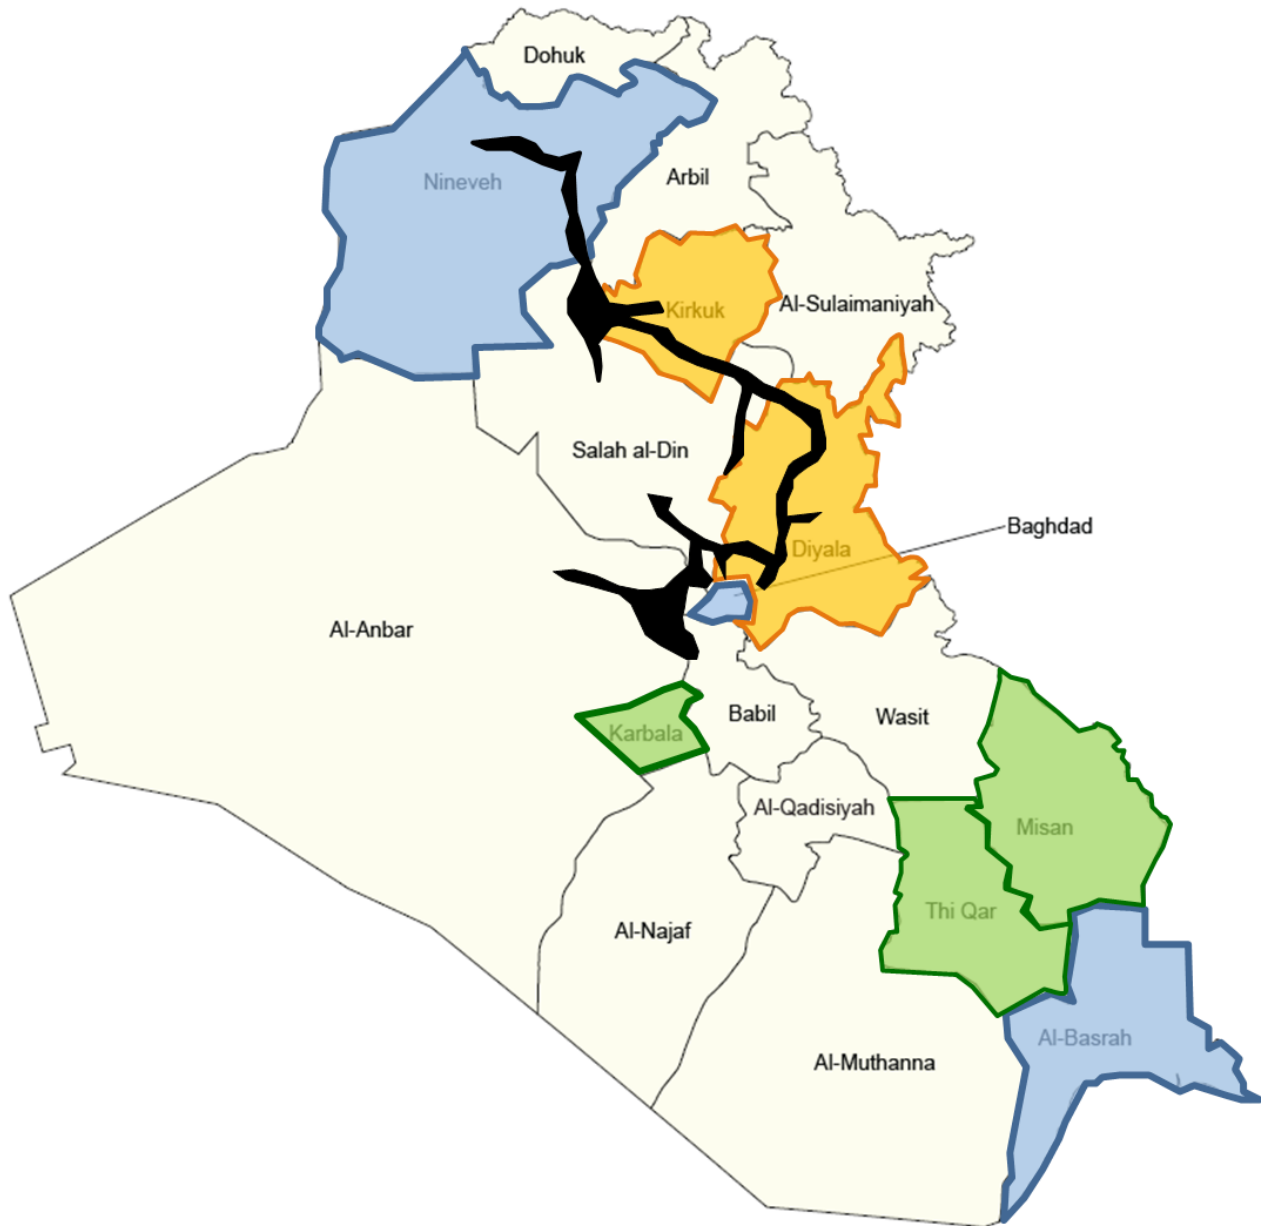 Dohuk
Nineveh
Arbil
Kirkuk
Al-Sulaimaniyah
Salah al-Din
Baghdad
Diyala
Al-Anbar
Karbala
Babil
Wasit
Al-Qadisiyah
Misan
Thi Qar
Al-Najaf
Al-Basrah
Al-Muthanna